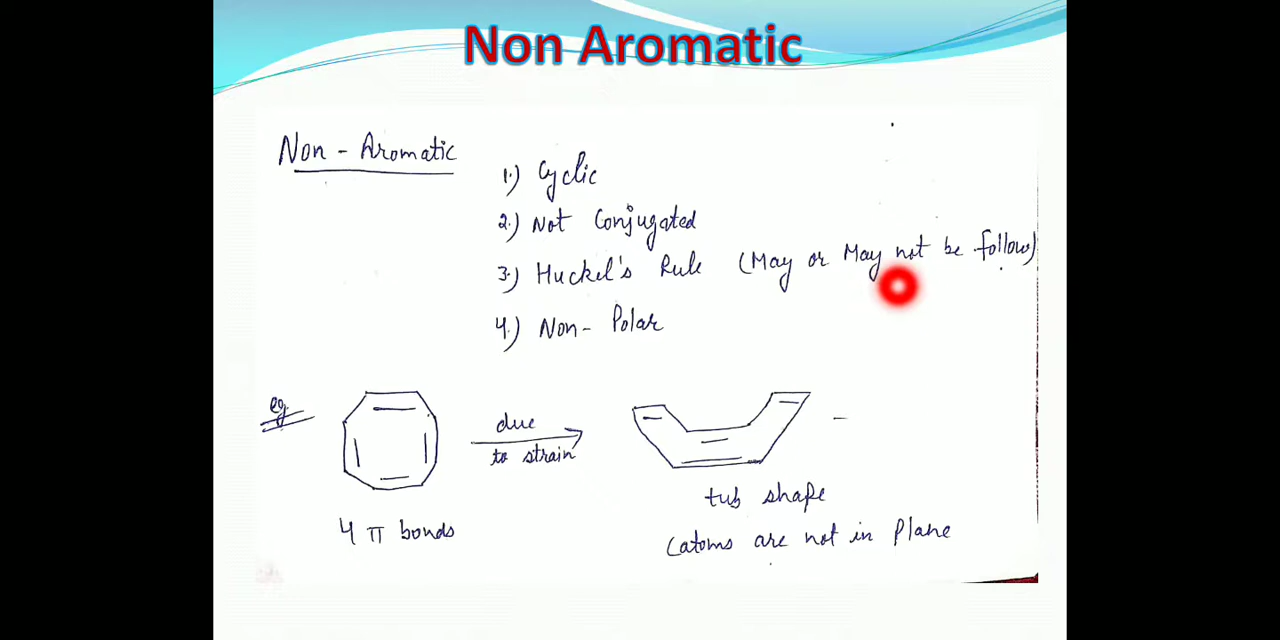 Non Aromatic
Non - Aromatic
1.) Cyclic
2.) Not Conjugated
3.) Huckel's Rule (May or May not be follow)
4.) Non - Polar
eg.
due
to strain
4 π bonds
tub shape
(atoms are not in Plane